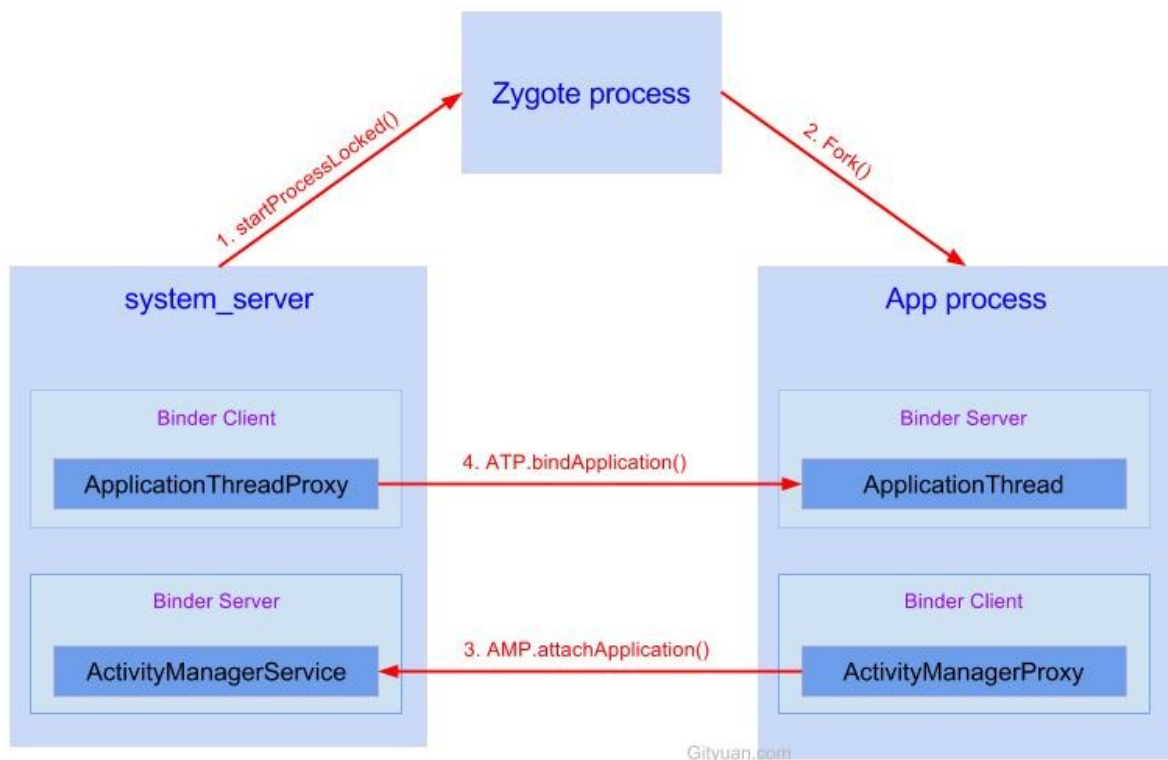 Zygote process
1. startProcessLocked()
2. Fork()
system_server
App process
Binder Client
ApplicationThreadProxy
4. ATP.bindApplication()
Binder Server
ApplicationThread
Binder Server
ActivityManagerService
3. AMP.attachApplication()
Binder Client
ActivityManagerProxy
Gityuan.com